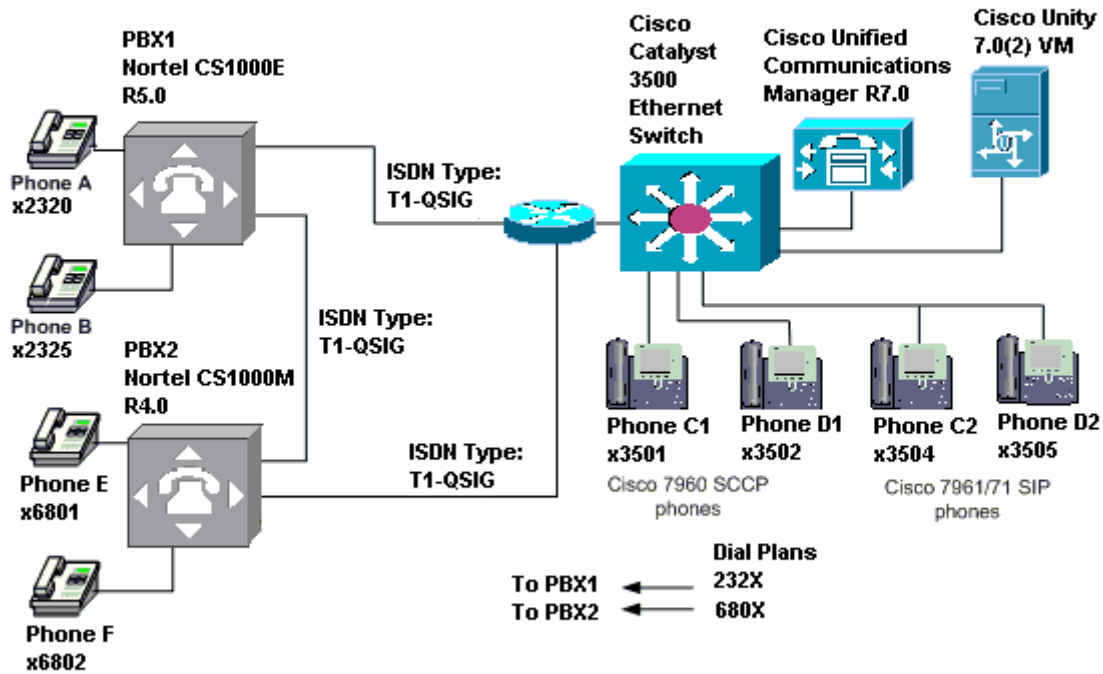 PBX1
Nortel CS1000E
R5.0
Phone A
x2320
Phone B
x2325
PBX2
Nortel CS1000M
R4.0
Phone E
x6801
Phone F
x6802
ISDN Type:
T1-QSIG
ISDN Type:
T1-QSIG
ISDN Type:
T1-QSIG
Cisco
Catalyst
3500
Ethernet
Switch
Cisco Unified
Communications
Manager R7.0
Cisco Unity
7.0(2) VM
U
Phone C1
x3501
Phone D1
x3502
Phone C2
x3504
Phone D2
x3505
Cisco 7960 SCCP
phones
Cisco 7961/71 SIP
phones
Dial Plans
To PBX1 232X
To PBX2 680X